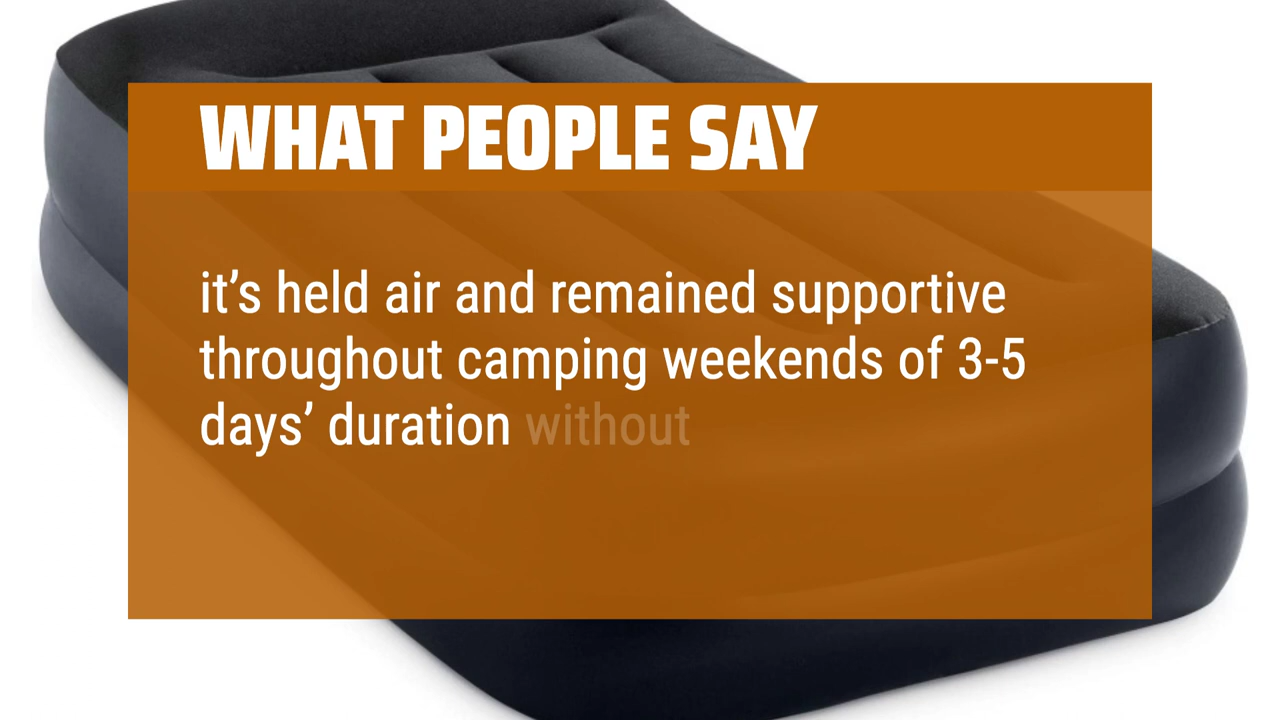 WHAT PEOPLE SAY
it’s held air and remained supportive
throughout camping weekends of 3-5
days’ duration without